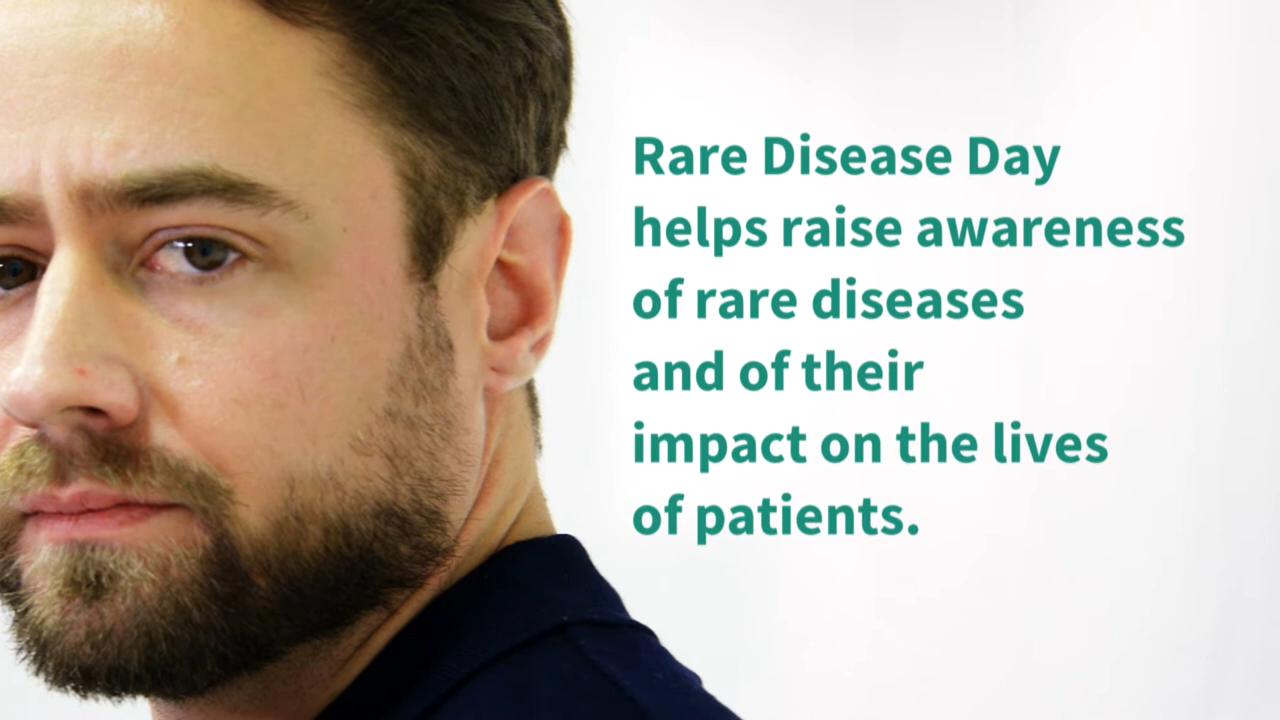 Rare Disease Day
helps raise awareness
of rare diseases
and of their
impact on the lives
of patients.